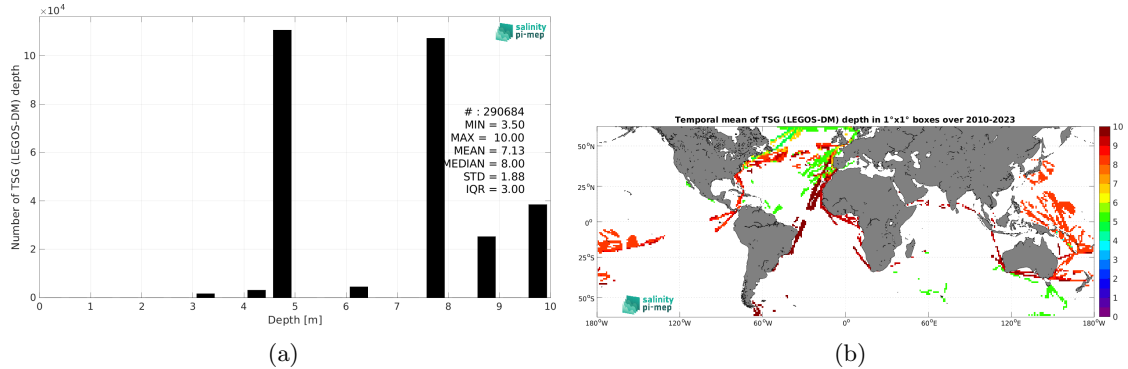 ×10⁴
10
8
6
4
2
0
Number of TSG (LEGOS-DM) depth
salinity
pi-mep
# : 290684
MIN = 3.50
MAX = 10.00
MEAN = 7.13
MEDIAN = 8.00
STD = 1.88
IQR = 3.00
0 1 2 3 4 5 6 7 8 9 10
Depth [m]
(a)
Temporal mean of TSG (LEGOS-DM) depth in 1°x1° boxes over 2010-2023
50°N
25°N
0°
25°S
50°S
180°W 120°W 60°W 0° 60°E 120°E 180°E
salinity
pi-mep
10
9
8
7
6
5
4
3
2
1
0
(b)